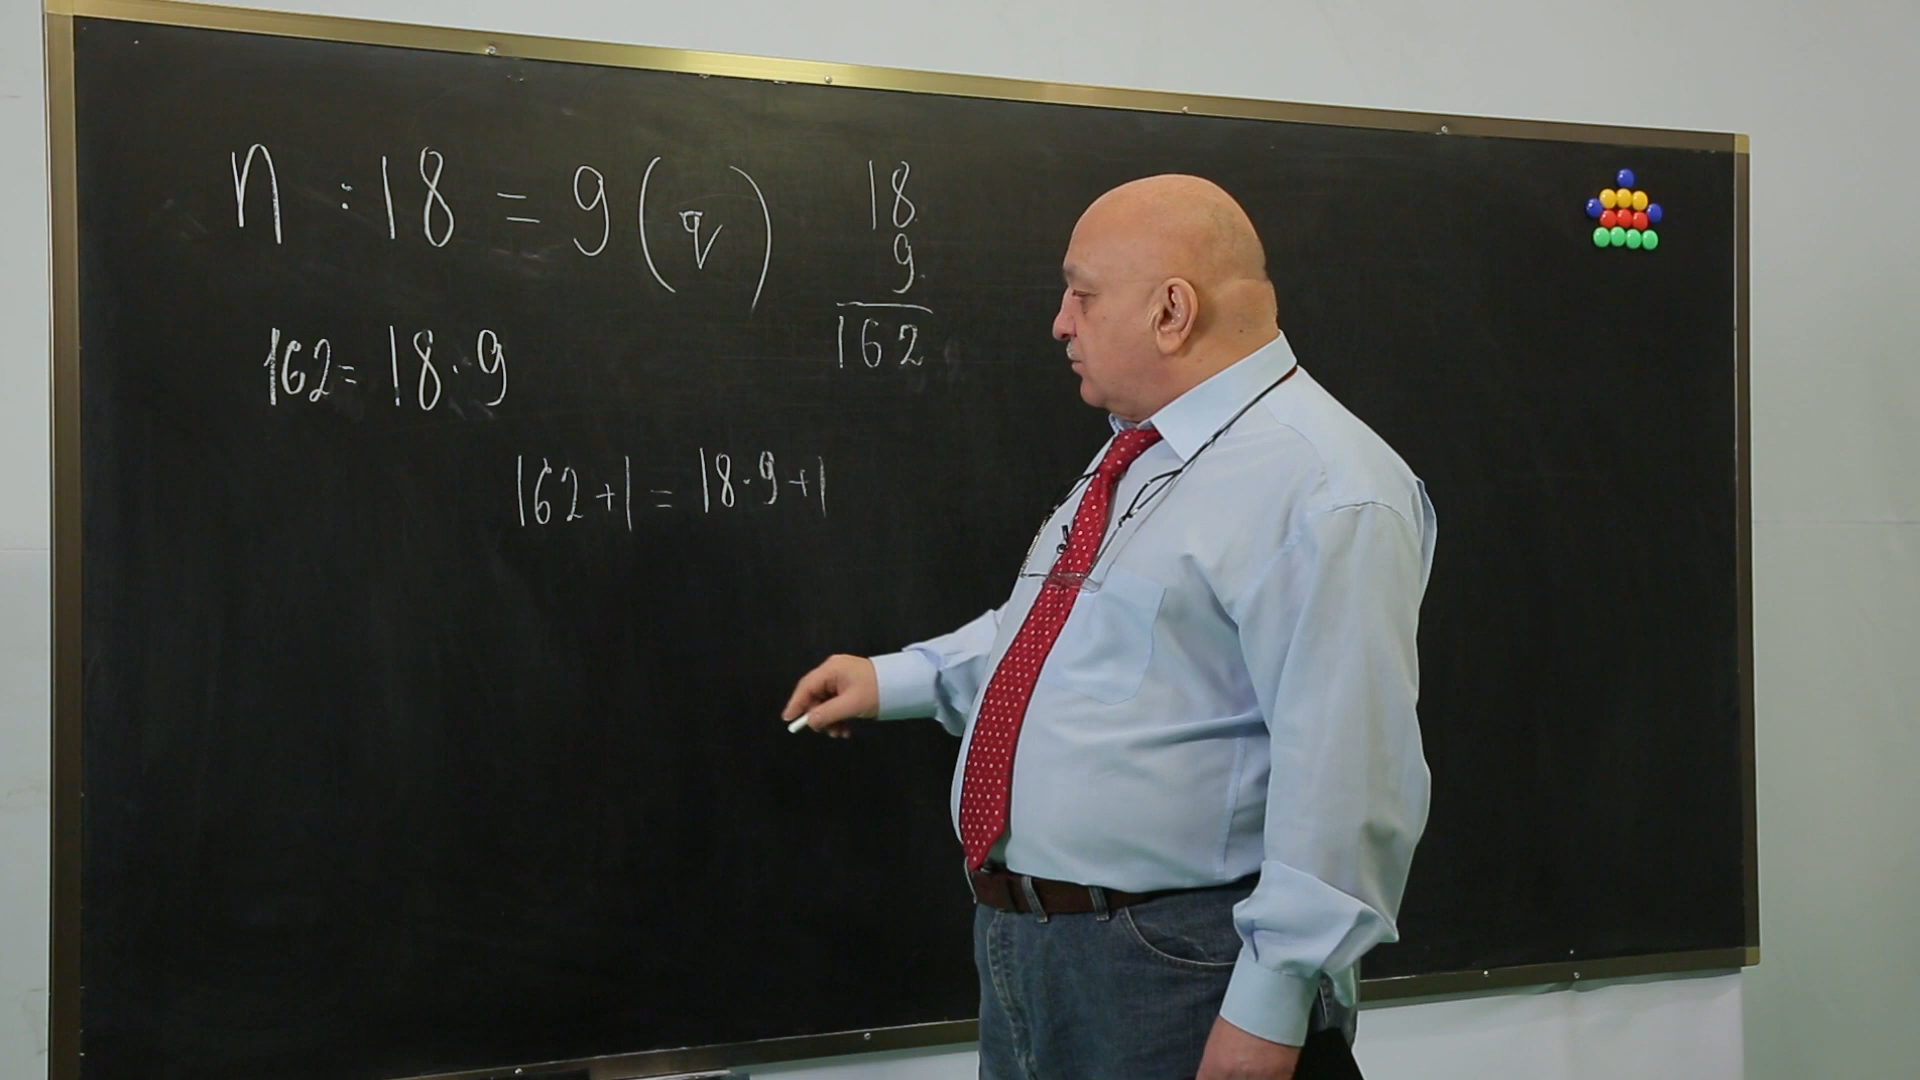 n : 18 = 9 (q)
18
9
162
162 = 18 · 9
162 + 1 = 18 · 9 + 1